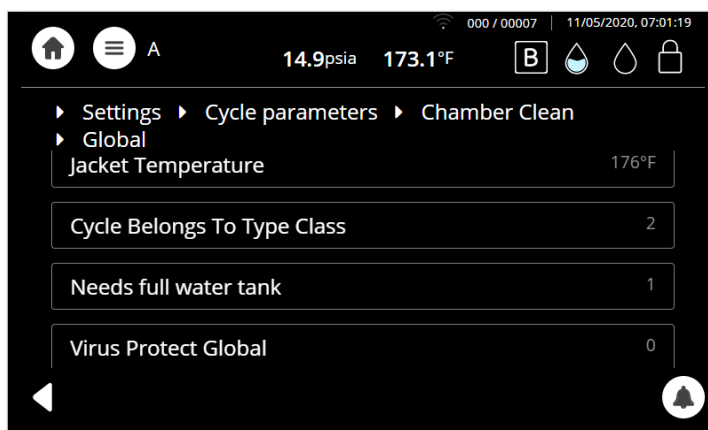 000 / 00007 | 11/05/2020, 07:01:19
A 14.9psia 173.1°F B
Settings Cycle parameters Chamber Clean
Global
Jacket Temperature 176°F
Cycle Belongs To Type Class 2
Needs full water tank 1
Virus Protect Global 0